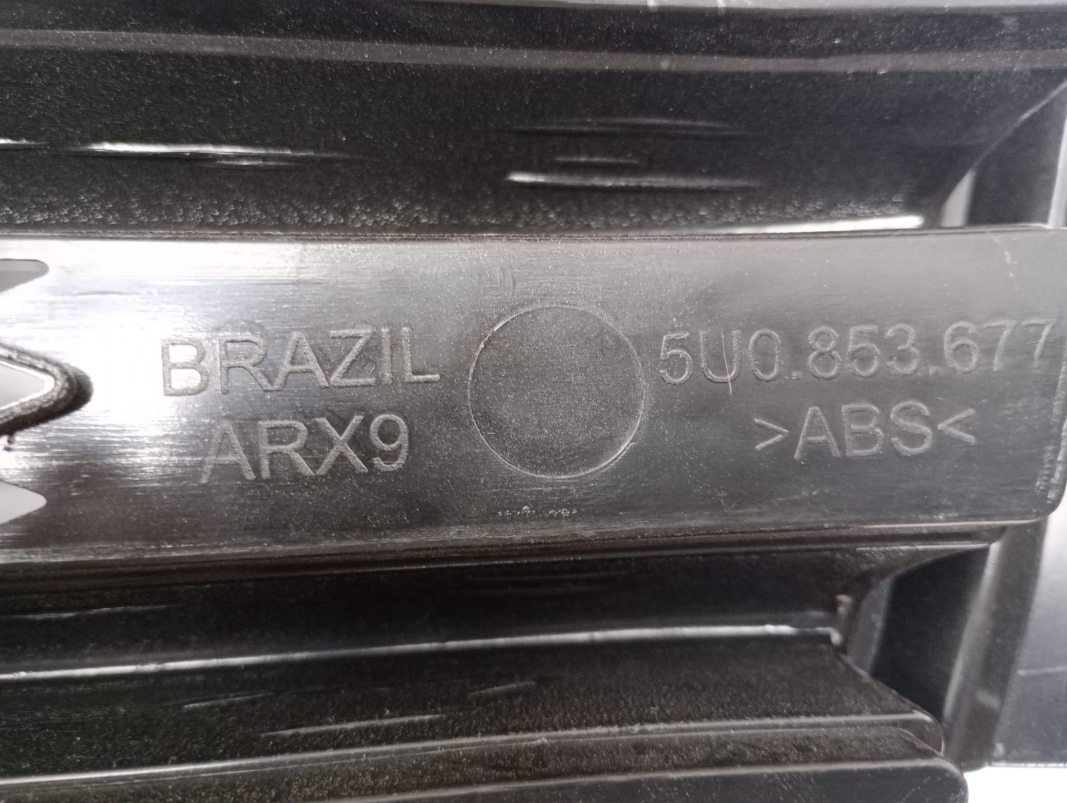 BRAZIL
ARX9
5U0.853.677
>ABS<